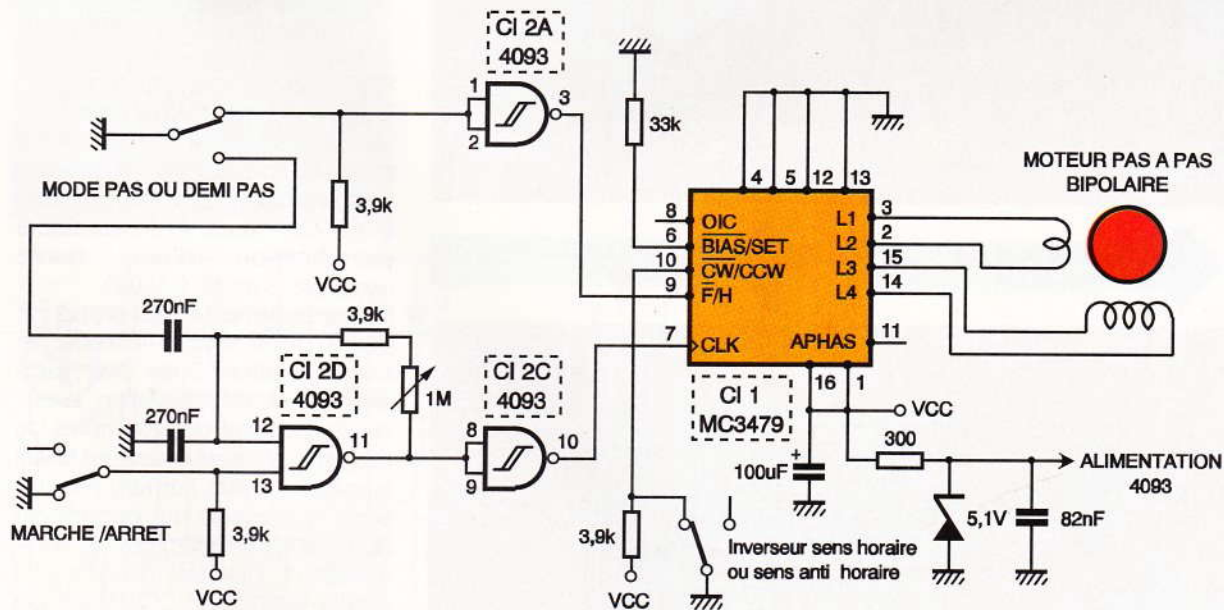 CI 2A
4093
1
2
3
MODE PAS OU DEMI PAS
3,9k
VCC
33k
4
5
12
13
8
OIC
6
BIAS/SET
10
CW/CCW
9
F/H
7
CLK
L1
3
L2
2
L3
15
L4
14
APHAS
11
16
1
MOTEUR PAS A PAS
BIPOLAIRE
270nF
3,9k
1M
CI 2D
4093
CI 2C
4093
270nF
12
13
11
8
9
10
MARCHE /ARRET
3,9k
VCC
CI 1
MC3479
VCC
300
+
100uF
ALIMENTATION
4093
5,1V
82nF
3,9k
VCC
Inverseur sens horaire
ou sens anti horaire